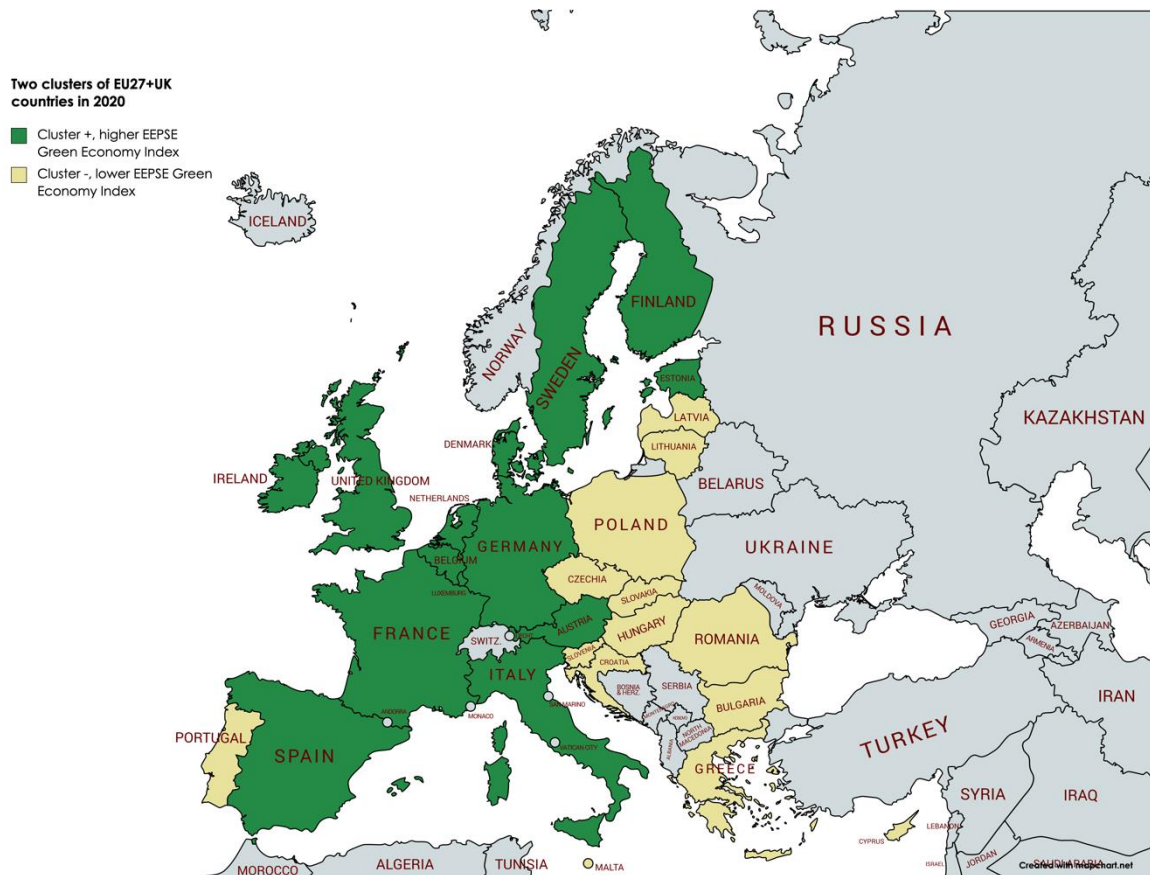 Two clusters of EU27+UK
countries in 2020
Cluster +, higher EEPSE
Green Economy Index
Cluster -, lower EEPSE Green
Economy Index
ICELAND
NORWAY
SWEDEN
FINLAND
RUSSIA
ESTONIA
LATVIA
LITHUANIA
KAZAKHSTAN
DENMARK
IRELAND
UNITED KINGDOM
NETHERLANDS
BELARUS
POLAND
GERMANY
BELGIUM
UKRAINE
LUXEMBURG
CZECHIA
SLOVAKIA
MOLDOVA
FRANCE
SWITZ.
AUSTRIA
HUNGARY
ROMANIA
SLOVENIA
CROATIA
ITALY
GEORGIA
AZERBAIJAN
ARMENIA
BOSNIA
& HERZ.
SERBIA
ANDORRA
MONACO
SAN MARINO
MONTENEGRO
KOSOVO
BULGARIA
IRAN
PORTUGAL
SPAIN
VATICAN CITY
ALBANIA
NORTH
MACEDONIA
TURKEY
GREECE
SYRIA
IRAQ
CYPRUS
LEBANON
MOROCCO
ALGERIA
TUNISIA
MALTA
ISRAEL
JORDAN
SAUDI ARABIA
Created with mapchart.net